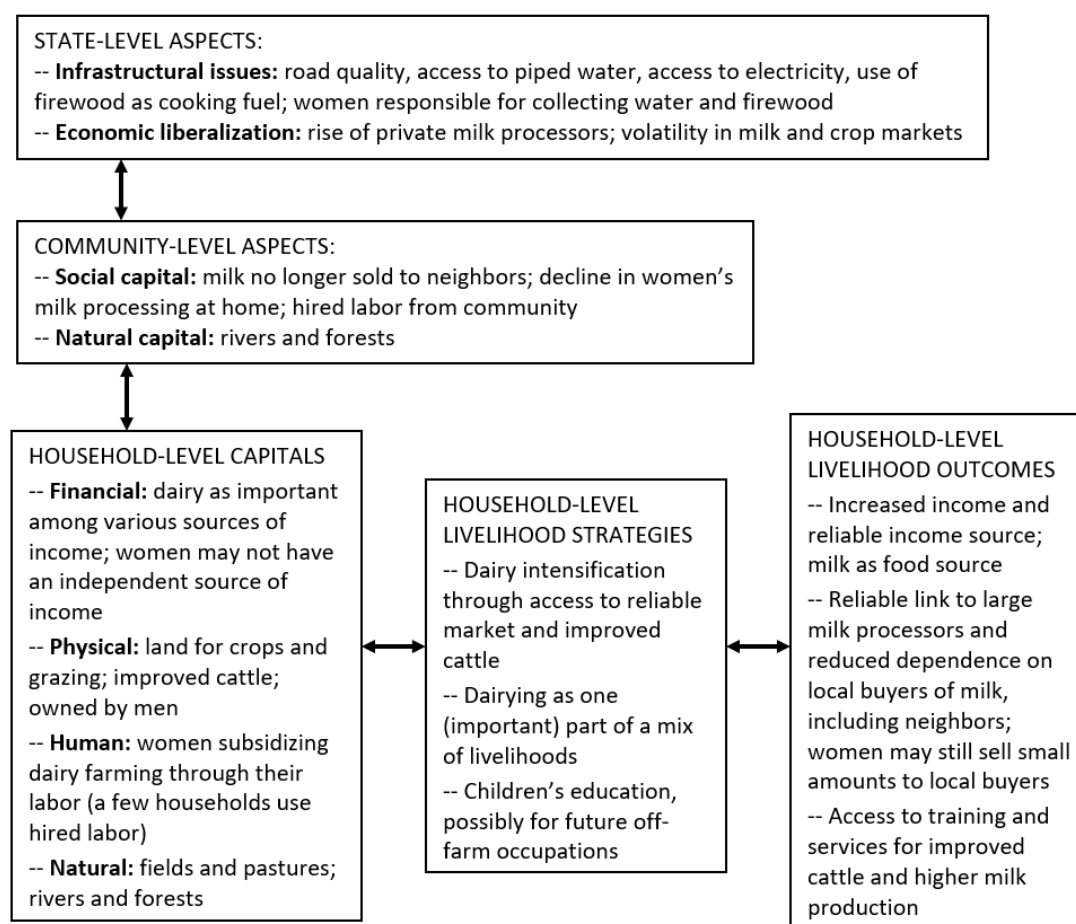 STATE-LEVEL ASPECTS:
-- Infrastructural issues: road quality, access to piped water, access to electricity, use of
firewood as cooking fuel; women responsible for collecting water and firewood
-- Economic liberalization: rise of private milk processors; volatility in milk and crop markets
COMMUNITY-LEVEL ASPECTS:
-- Social capital: milk no longer sold to neighbors; decline in women’s
milk processing at home; hired labor from community
-- Natural capital: rivers and forests
HOUSEHOLD-LEVEL CAPITALS
-- Financial: dairy as important
among various sources of
income; women may not have
an independent source of
income
-- Physical: land for crops and
grazing; improved cattle;
owned by men
-- Human: women subsidizing
dairy farming through their
labor (a few households use
hired labor)
-- Natural: fields and pastures;
rivers and forests
HOUSEHOLD-LEVEL
LIVELIHOOD STRATEGIES
-- Dairy intensification
through access to reliable
market and improved
cattle
-- Dairying as one
(important) part of a mix
of livelihoods
-- Children’s education,
possibly for future off-
farm occupations
HOUSEHOLD-LEVEL
LIVELIHOOD OUTCOMES
-- Increased income and
reliable income source;
milk as food source
-- Reliable link to large
milk processors and
reduced dependence on
local buyers of milk,
including neighbors;
women may still sell small
amounts to local buyers
-- Access to training and
services for improved
cattle and higher milk
production